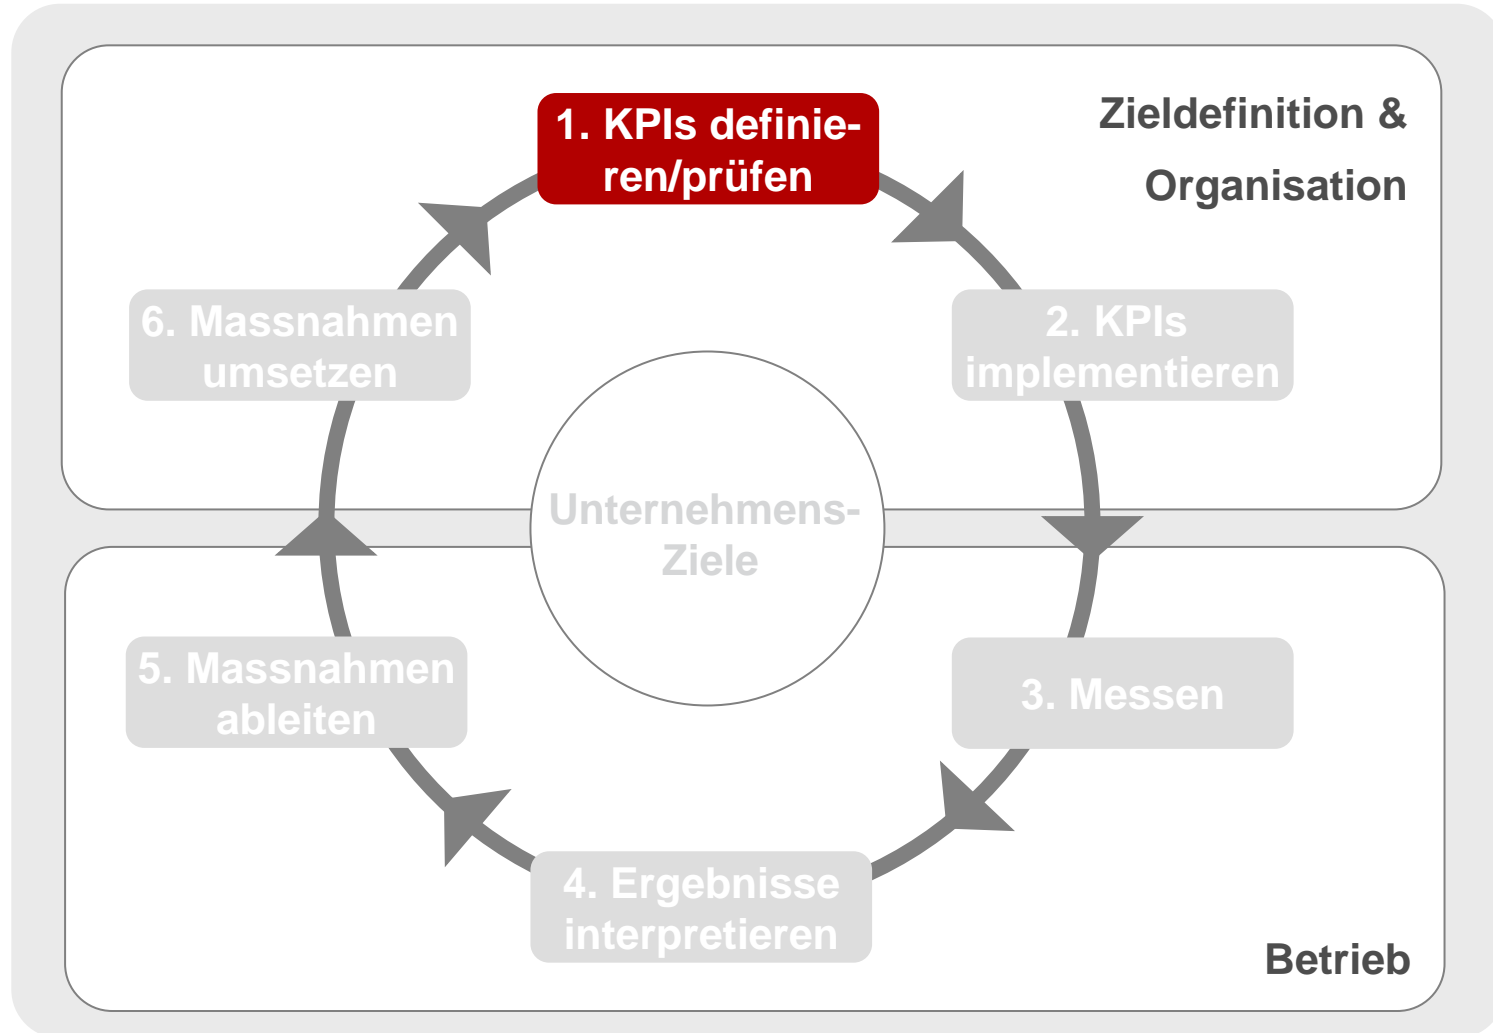 Zieldefinition &
Organisation
1. KPIs definie-
ren/prüfen
2. KPIs
implementieren
3. Messen
4. Ergebnisse
interpretieren
5. Massnahmen
ableiten
6. Massnahmen
umsetzen
Unternehmens-
Ziele
Betrieb